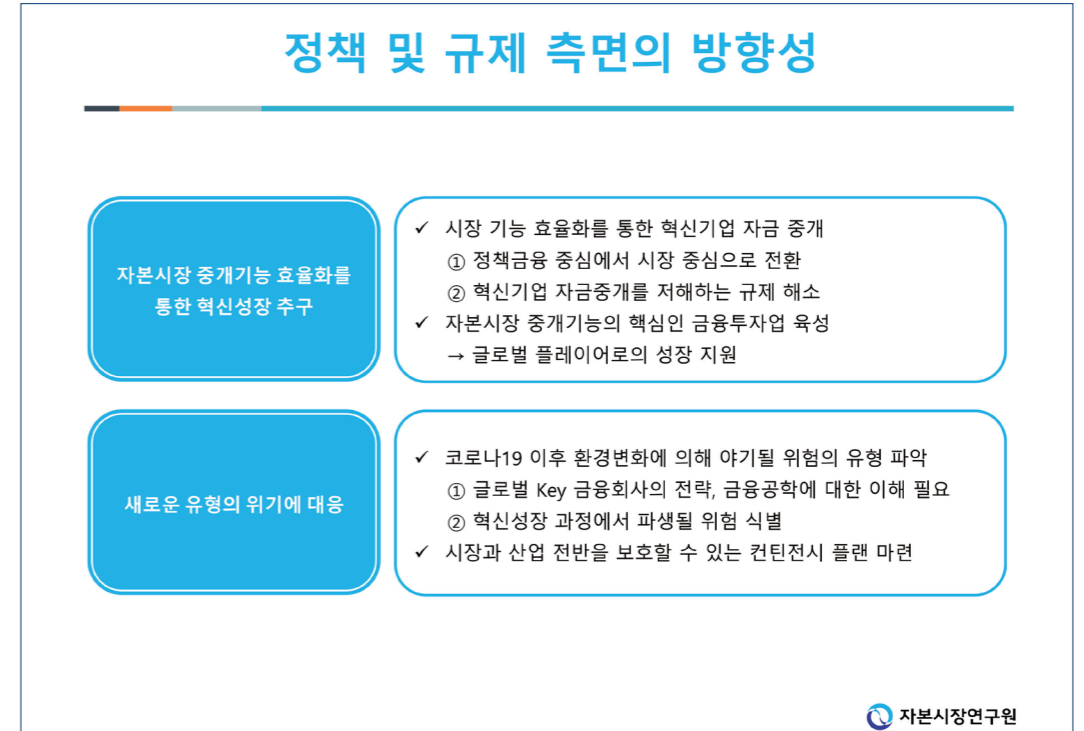 정책 및 규제 측면의 방향성
자본시장 중개기능 효율화를
통한 혁신성장 추구
✓ 시장 기능 효율화를 통한 혁신기업 자금 중개
① 정책금융 중심에서 시장 중심으로 전환
② 혁신기업 자금중개를 저해하는 규제 해소
✓ 자본시장 중개기능의 핵심인 금융투자업 육성
→ 글로벌 플레이어로의 성장 지원
새로운 유형의 위기에 대응
✓ 코로나19 이후 환경변화에 의해 야기될 위험의 유형 파악
① 글로벌 Key 금융회사의 전략, 금융공학에 대한 이해 필요
② 혁신성장 과정에서 파생될 위험 식별
✓ 시장과 산업 전반을 보호할 수 있는 컨틴전시 플랜 마련
자본시장연구원